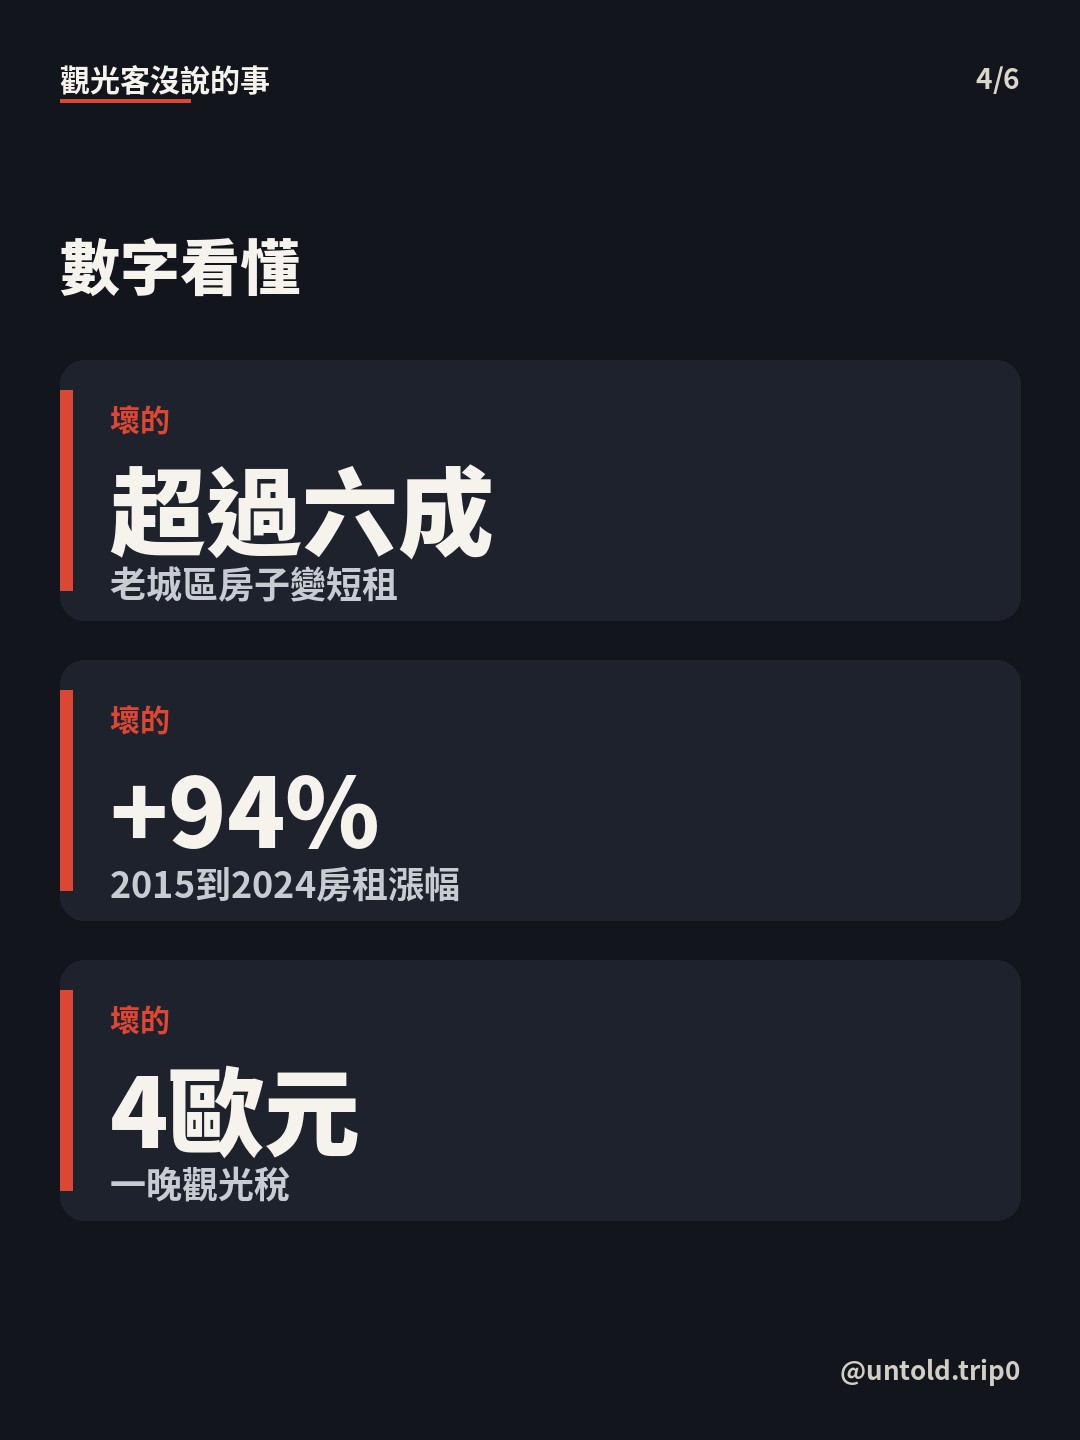 觀光客沒說的事
4/6
數字看懂
壞的
超過六成
老城區房子變短租
壞的
+94%
2015到2024房租漲幅
壞的
4歐元
一晚觀光稅
@untold.trip0